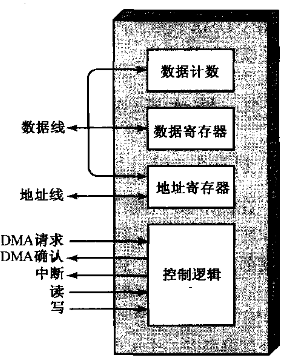 数据计数
数据线
数据寄存器
地址线
地址寄存器
DMA请求
DMA确认
中断
读
写
控制逻辑